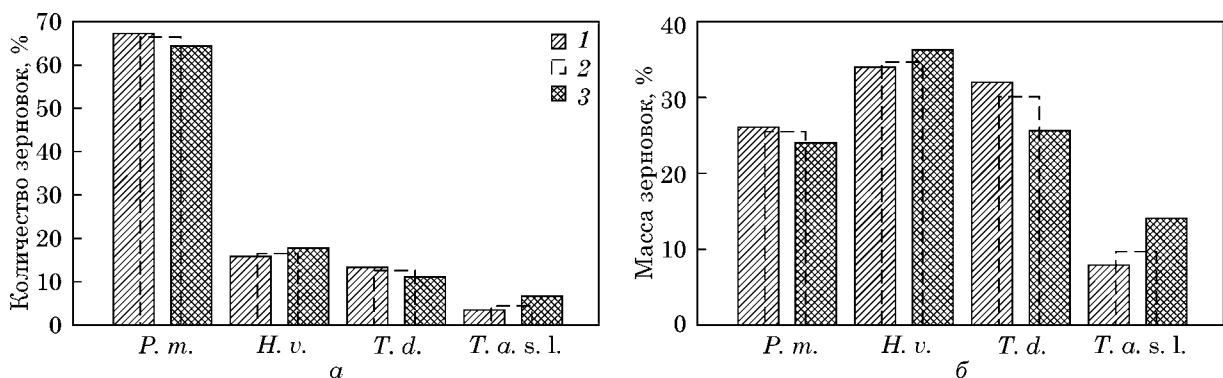 Количество зерновок, %
70
60
50
40
30
20
10
0
1
2
3
P. m.
H. v.
T. d.
T. a. s. l.
а
Масса зерновок, %
40
30
20
10
0
P. m.
H. v.
T. d.
T. a. s. l.
б